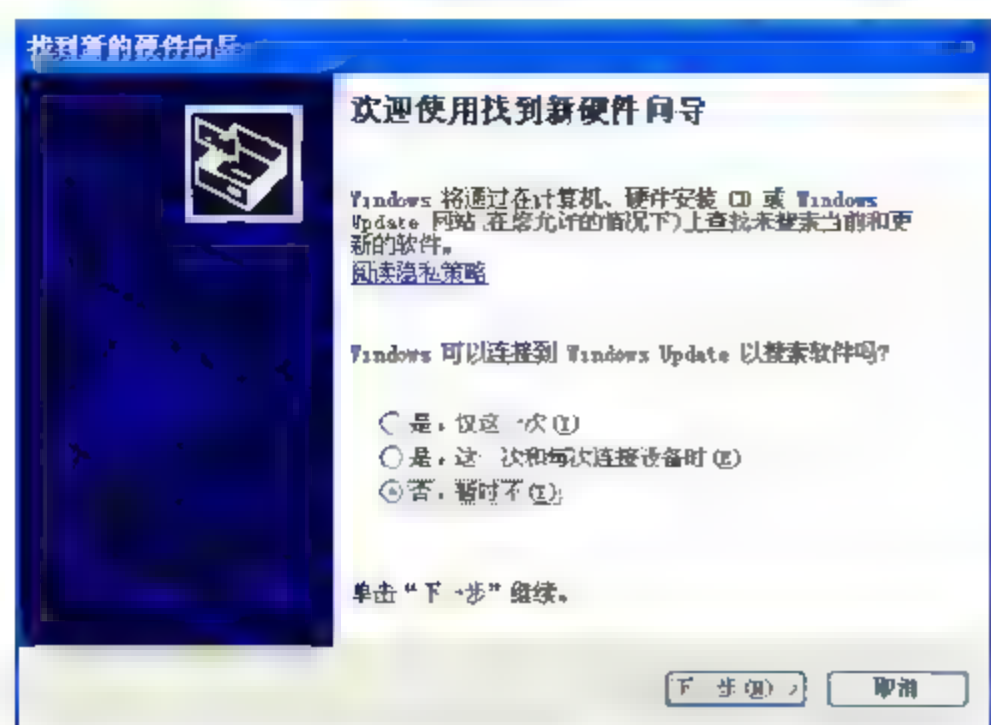 找到新的硬件向导
欢迎使用找到新硬件向导
Windows 将通过在计算机、硬件安装 CD 或 Windows
Update 网站(在您允许的情况下)上查找来搜索当前和更
新的软件。
阅读隐私策略
Windows 可以连接到 Windows Update 以搜索软件吗?
是，仅这一次(Y)
是，这一次和每次连接设备时(E)
否，暂时不(T)
单击“下一步”继续。
下一步(N) >
取消